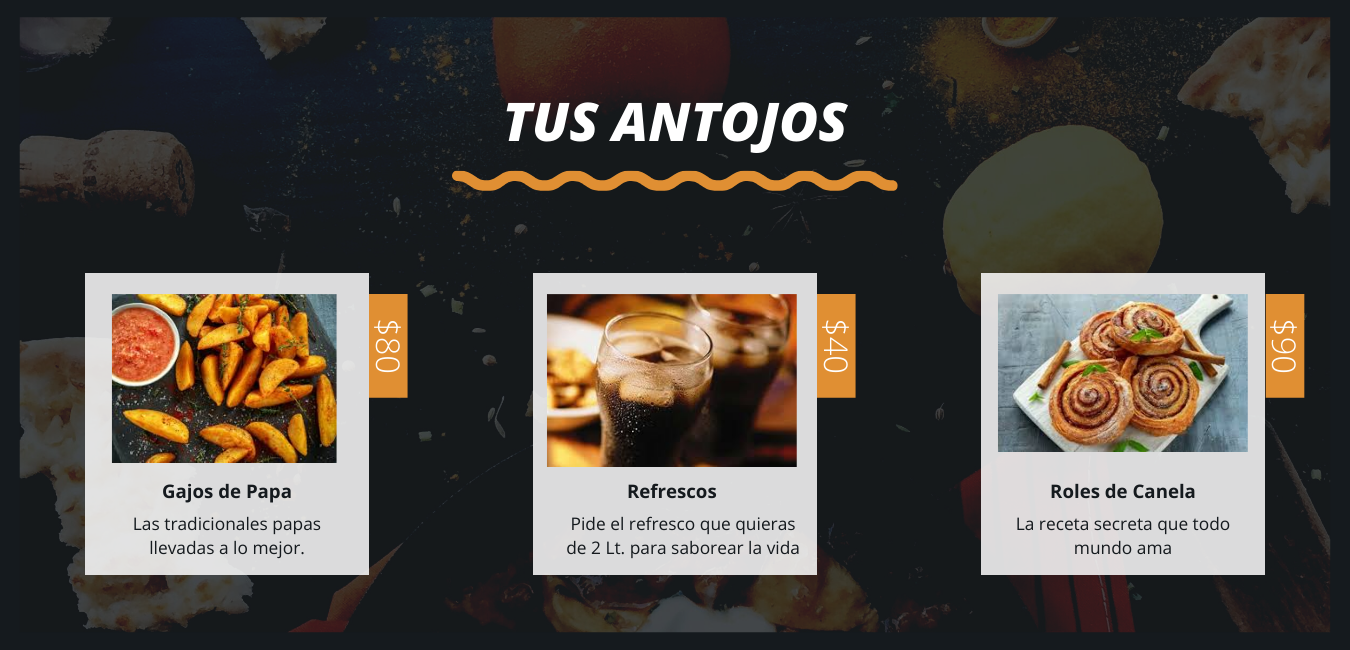 TUS ANTOJOS
$80
Gajos de Papa
Las tradicionales papas
llevadas a lo mejor.
$40
Refrescos
Pide el refresco que quieras
de 2 Lt. para saborear la vida
$90
Roles de Canela
La receta secreta que todo
mundo ama